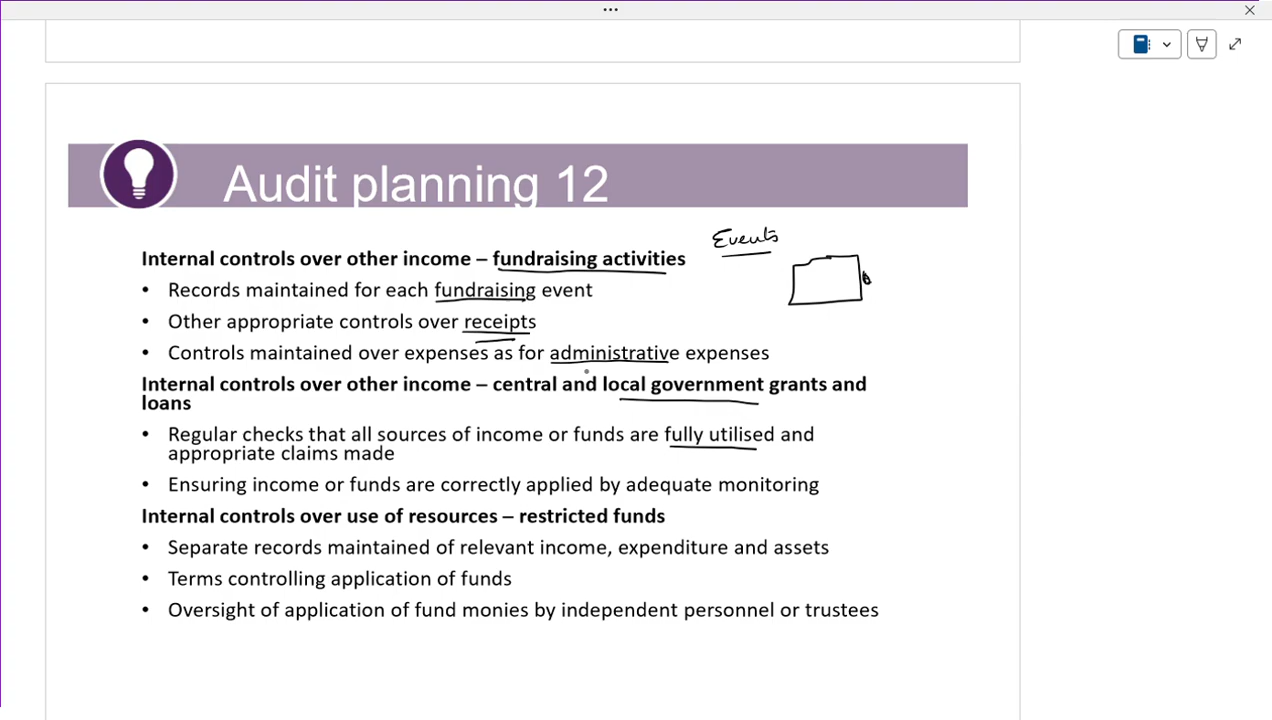 Audit planning 12
Events
Internal controls over other income – fundraising activities
• Records maintained for each fundraising event
• Other appropriate controls over receipts
• Controls maintained over expenses as for administrative expenses
Internal controls over other income – central and local government grants and
loans
• Regular checks that all sources of income or funds are fully utilised and
appropriate claims made
• Ensuring income or funds are correctly applied by adequate monitoring
Internal controls over use of resources – restricted funds
• Separate records maintained of relevant income, expenditure and assets
• Terms controlling application of funds
• Oversight of application of fund monies by independent personnel or trustees